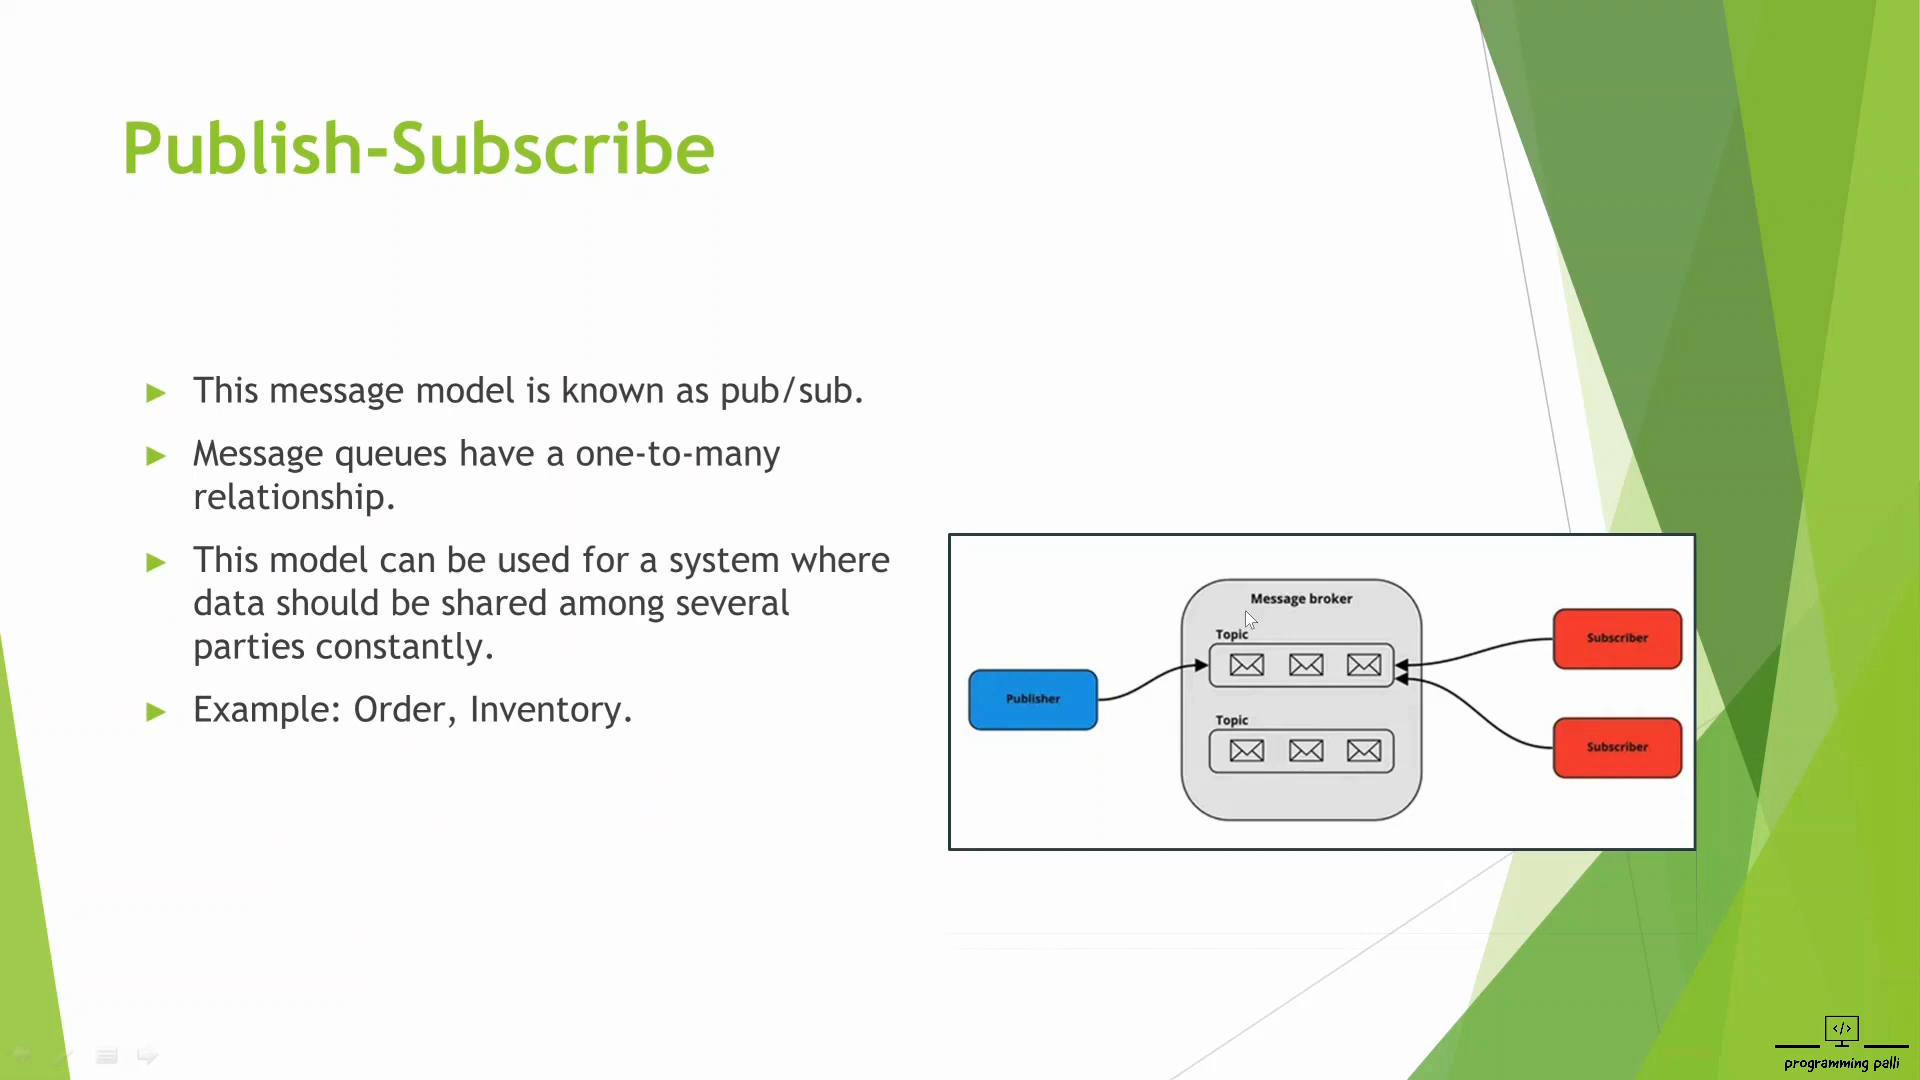 Publish-Subscribe
This message model is known as pub/sub.
Message queues have a one-to-many
relationship.
This model can be used for a system where
data should be shared among several
parties constantly.
Example: Order, Inventory.
Message broker
Topic
Publisher
Topic
Subscriber
Subscriber
</>
programming palli